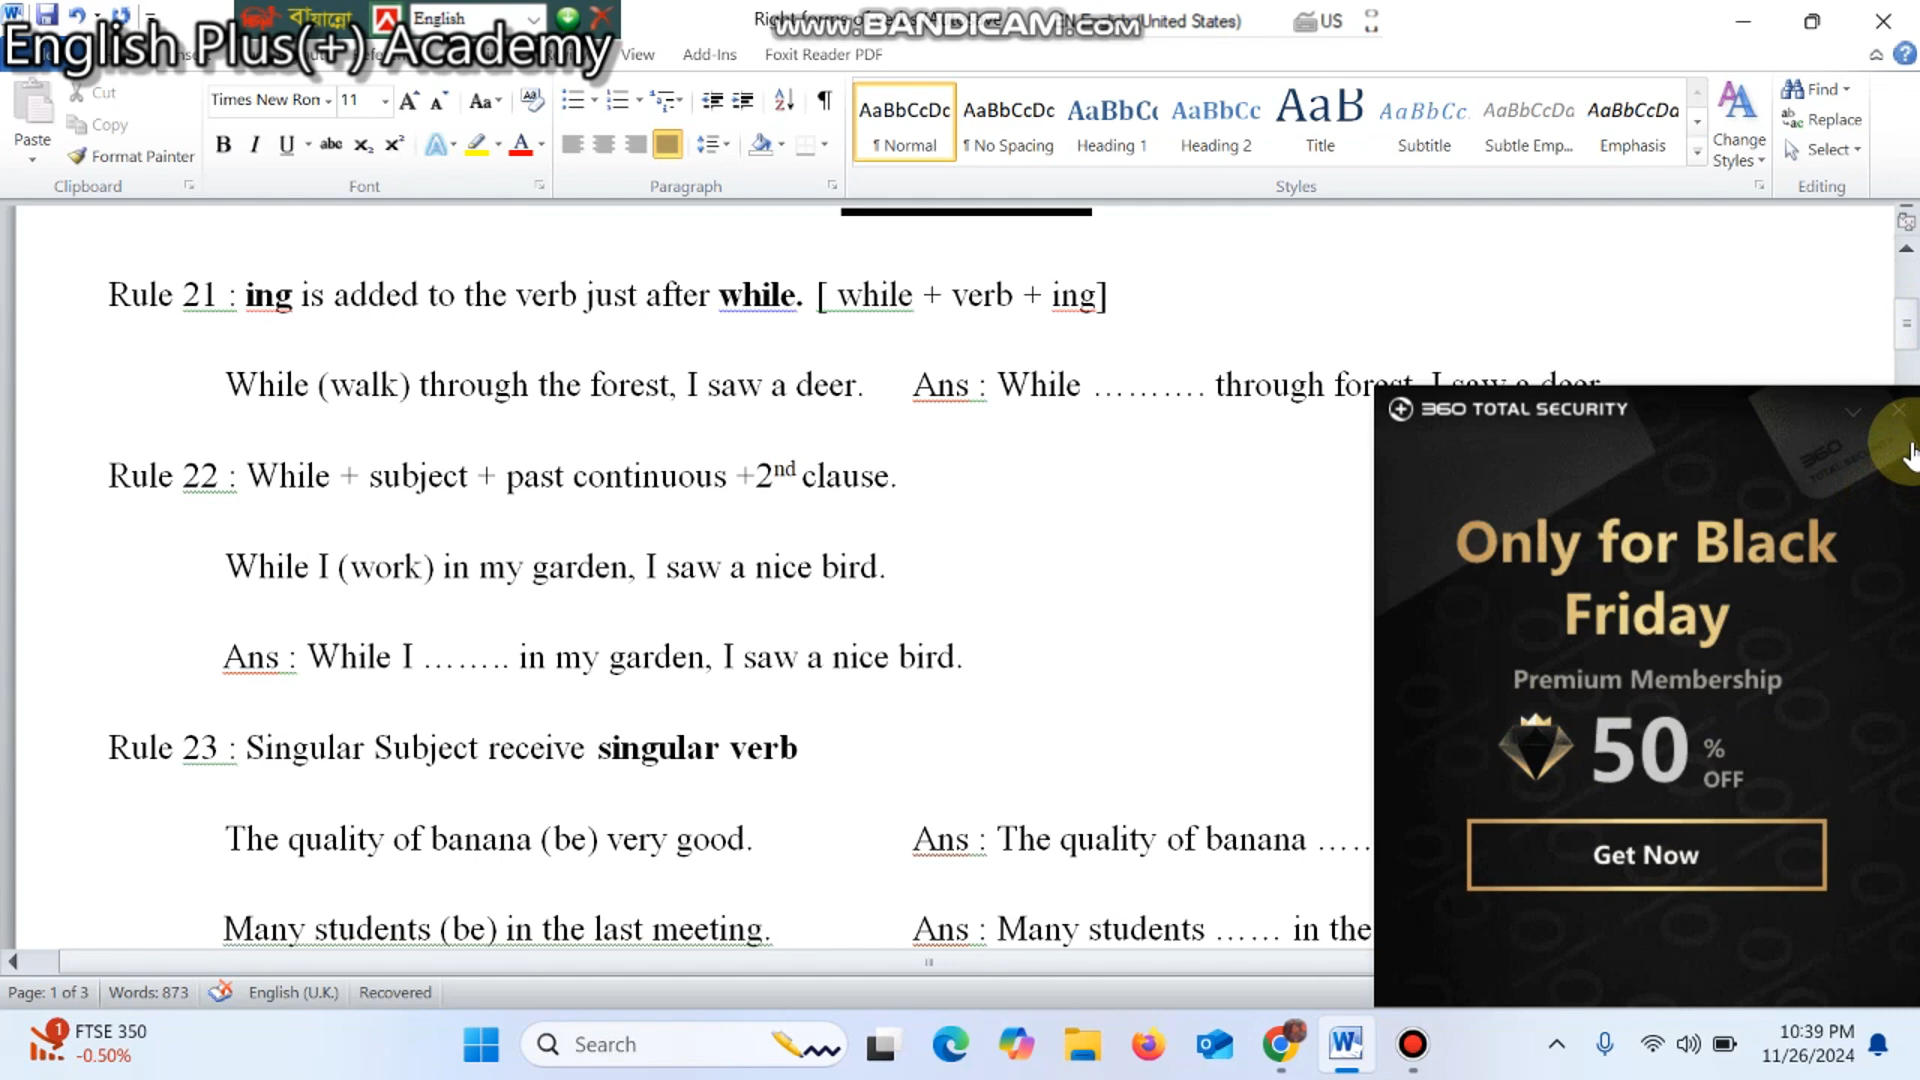 বায়ান্নো English
www.BANDICAM.com (United States) US
English Plus(+) Academy View Add-Ins Foxit Reader PDF
Times New Ron 11
AaBbCcDc AaBbCcDc AaBbC AaBbCc AaB AaBbCc. AaBbCcDa AaBbCcDa
Cut Copy Format Painter Paste
¶ Normal ¶ No Spacing Heading 1 Heading 2 Title Subtitle Subtle Emp... Emphasis
Change Styles Find Replace Select
Clipboard Font Paragraph Styles Editing
Rule 21 : ing is added to the verb just after while. [ while + verb + ing]
While (walk) through the forest, I saw a deer. Ans : While .......... through forest, I saw a deer.
Rule 22 : While + subject + past continuous +2nd clause.
While I (work) in my garden, I saw a nice bird.
Ans : While I ........ in my garden, I saw a nice bird.
Rule 23 : Singular Subject receive singular verb
The quality of banana (be) very good. Ans : The quality of banana .....
Many students (be) in the last meeting. Ans : Many students ...... in the
360 TOTAL SECURITY
Only for Black
Friday
Premium Membership
50 % OFF
Get Now
Page: 1 of 3 Words: 873 English (U.K.) Recovered
1 FTSE 350
-0.50%
Search
10:39 PM
11/26/2024